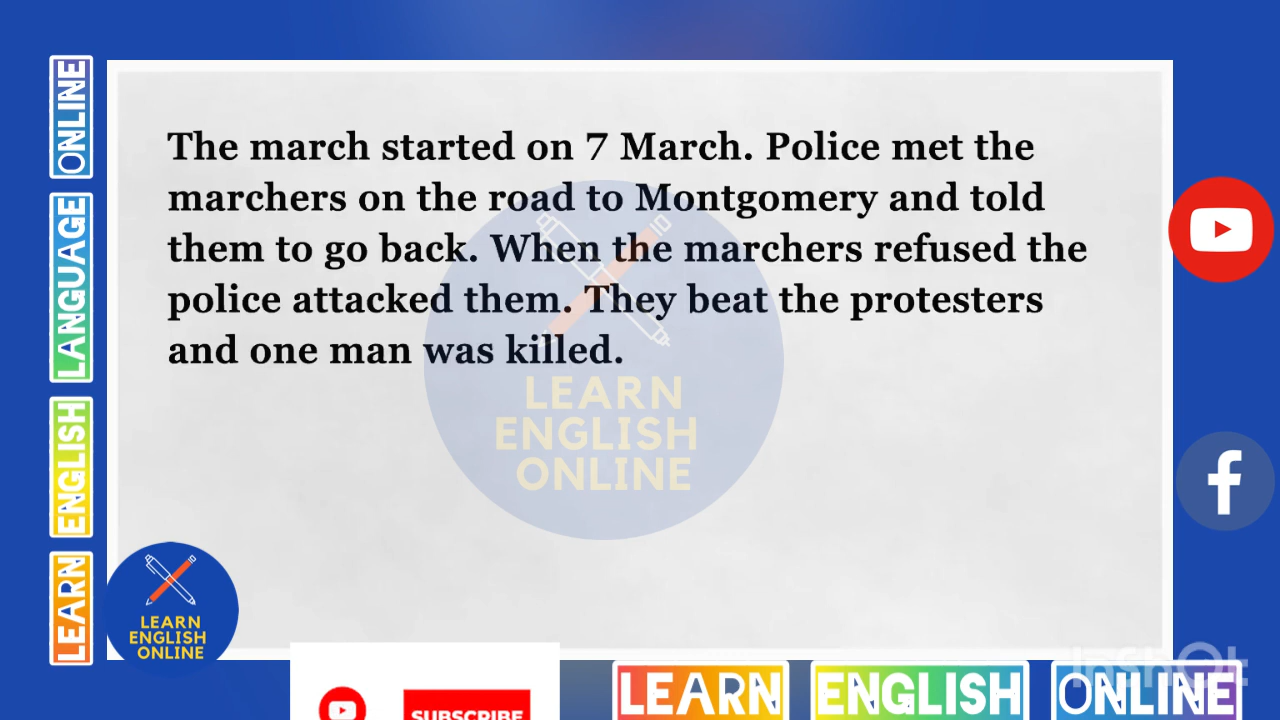 The march started on 7 March. Police met the
marchers on the road to Montgomery and told
them to go back. When the marchers refused the
police attacked them. They beat the protesters
and one man was killed.
LEARN
ENGLISH
ONLINE
LEARN ENGLISH LANGUAGE ONLINE
LEARN
ENGLISH
ONLINE
SUBSCRIBE
LEARN ENGLISH ONLINE
InShOt